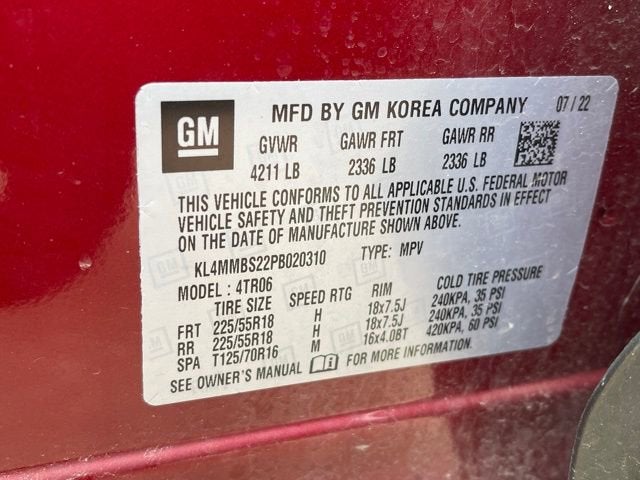 GM MFD BY GM KOREA COMPANY 07/22
GVWR GAWR FRT GAWR RR
4211 LB 2336 LB 2336 LB
THIS VEHICLE CONFORMS TO ALL APPLICABLE U.S. FEDERAL MOTOR
VEHICLE SAFETY AND THEFT PREVENTION STANDARDS IN EFFECT
ON THE DATE OF MANUFACTURE SHOWN ABOVE.
KL4MMBS22PB020310 TYPE: MPV
MODEL : 4TR06
TIRE SIZE SPEED RTG RIM COLD TIRE PRESSURE
FRT 225/55R18 H 18x7.5J 240KPA, 35 PSI
RR 225/55R18 H 18x7.5J 240KPA, 35 PSI
SPA T125/70R16 M 16x4.0BT 420KPA, 60 PSI
SEE OWNER'S MANUAL FOR MORE INFORMATION.